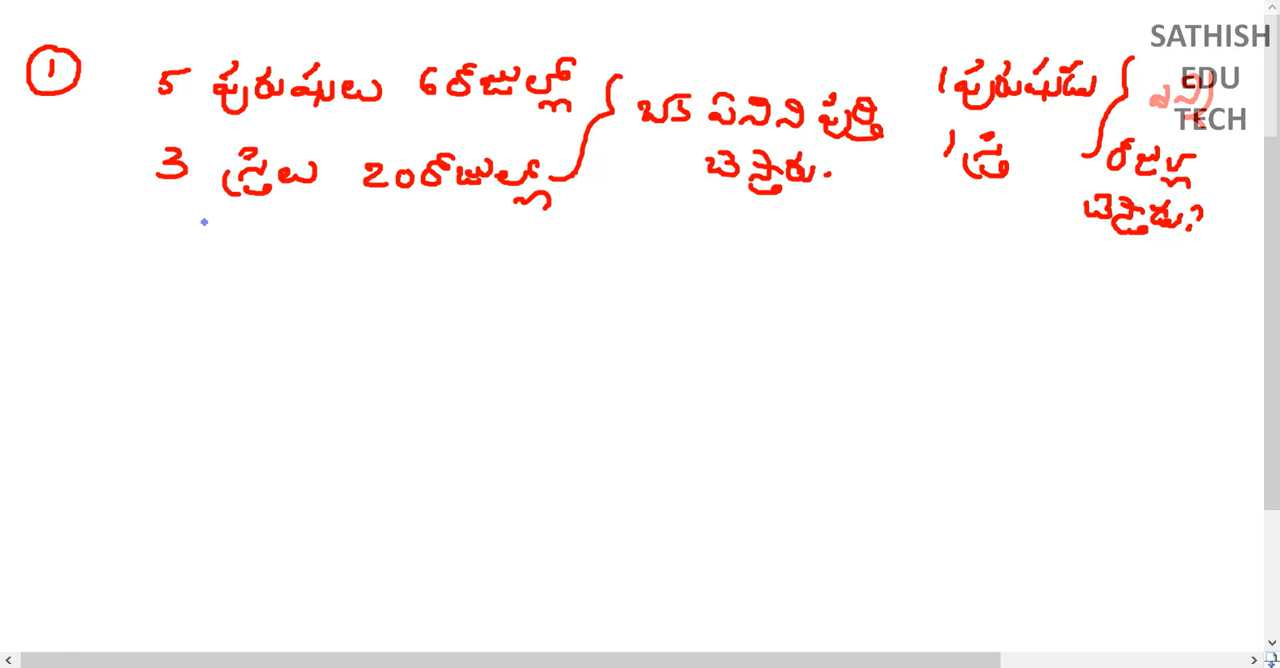 1 5 పురుషులు 6 రోజుల్లో
3 స్త్రీలు 20 రోజుల్లో
ఒక పనిని పుర్తి
చెస్తారు.
1 పురుషుడు
1 స్త్రీ
ఎన్ని
రోజుల్లో
చెస్తాడు?
SATHISH
EDU
TECH